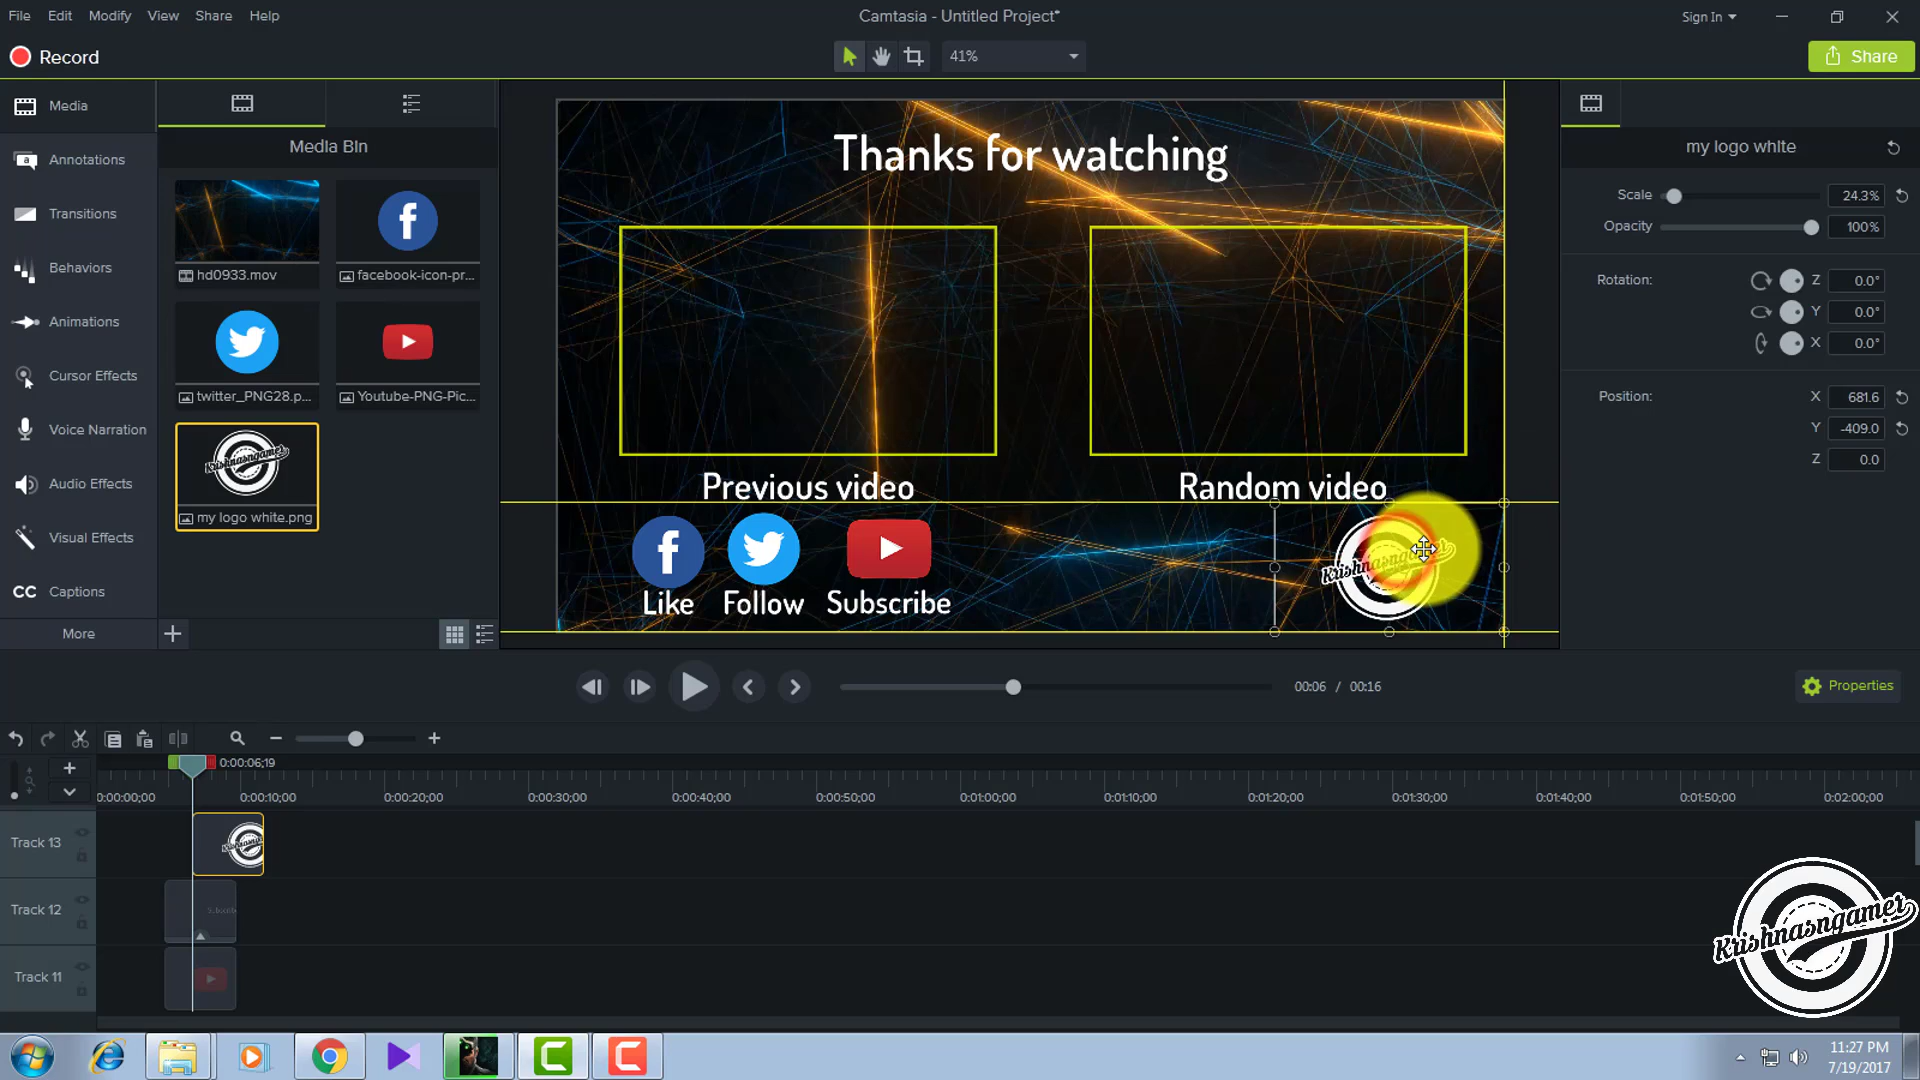 Camtasia - Untitled Project*
File Edit Modify View Share Help
Sign In
Record
41%
Share
Media
Annotations
Transitions
Behaviors
Animations
Cursor Effects
Voice Narration
Audio Effects
Visual Effects
CC Captions
More
Media Bin
hd0933.mov
facebook-icon-pr...
twitter_PNG28.p...
Youtube-PNG-Pic...
Krishnasngamer
my logo white.png
Thanks for watching
Previous video
Random video
Like Follow Subscribe
Krishnasngamer
my logo white
Scale 24.3%
Opacity 100%
Rotation: Z 0.0°
Y 0.0°
X 0.0°
Position: X 681.6
Y -409.0
Z 0.0
00:06 / 00:16
Properties
0:00:06;19
0:00:00;00 0:00:10;00 0:00:20;00 0:00:30;00 0:00:40;00 0:00:50;00 0:01:00;00 0:01:10;00 0:01:20;00 0:01:30;00 0:01:40;00 0:01:50;00 0:02:00;00
Track 13
Track 12
Track 11
Krishnasngamer
11:27 PM
7/19/2017